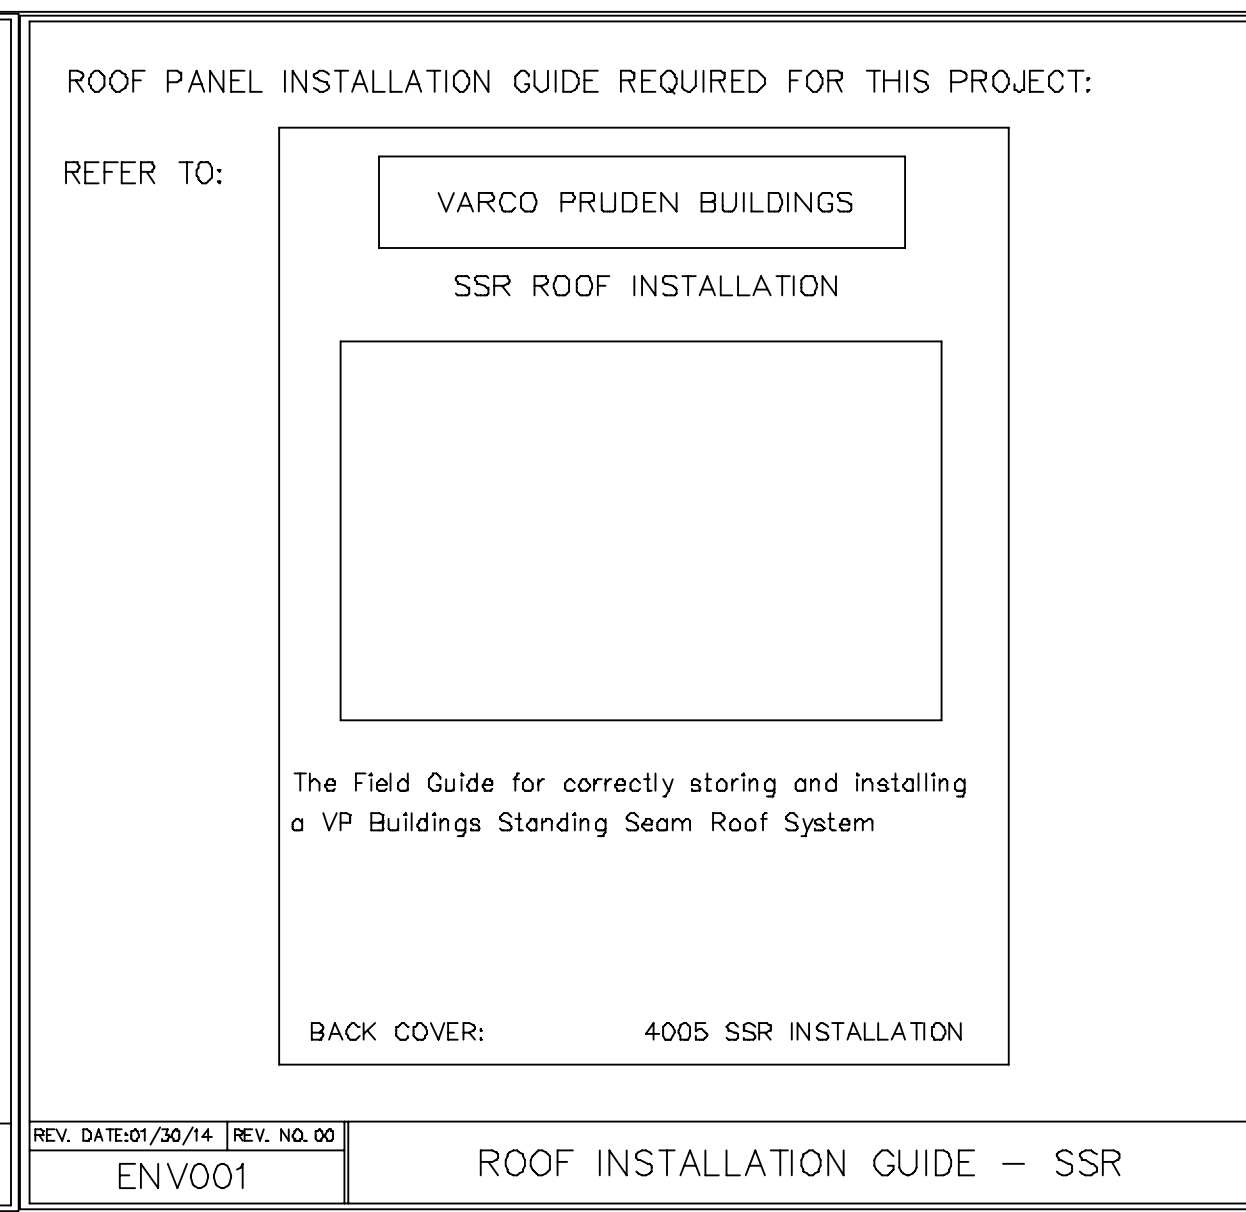 ROOF PANEL INSTALLATION GUIDE REQUIRED FOR THIS PROJECT:
REFER TO:
VARCO PRUDEN BUILDINGS
SSR ROOF INSTALLATION
The Field Guide for correctly storing and installing
a VP Buildings Standing Seam Roof System
BACK COVER: 4005 SSR INSTALLATION
REV. DATE:01/30/14 REV. NO. 00
ENV001
ROOF INSTALLATION GUIDE – SSR